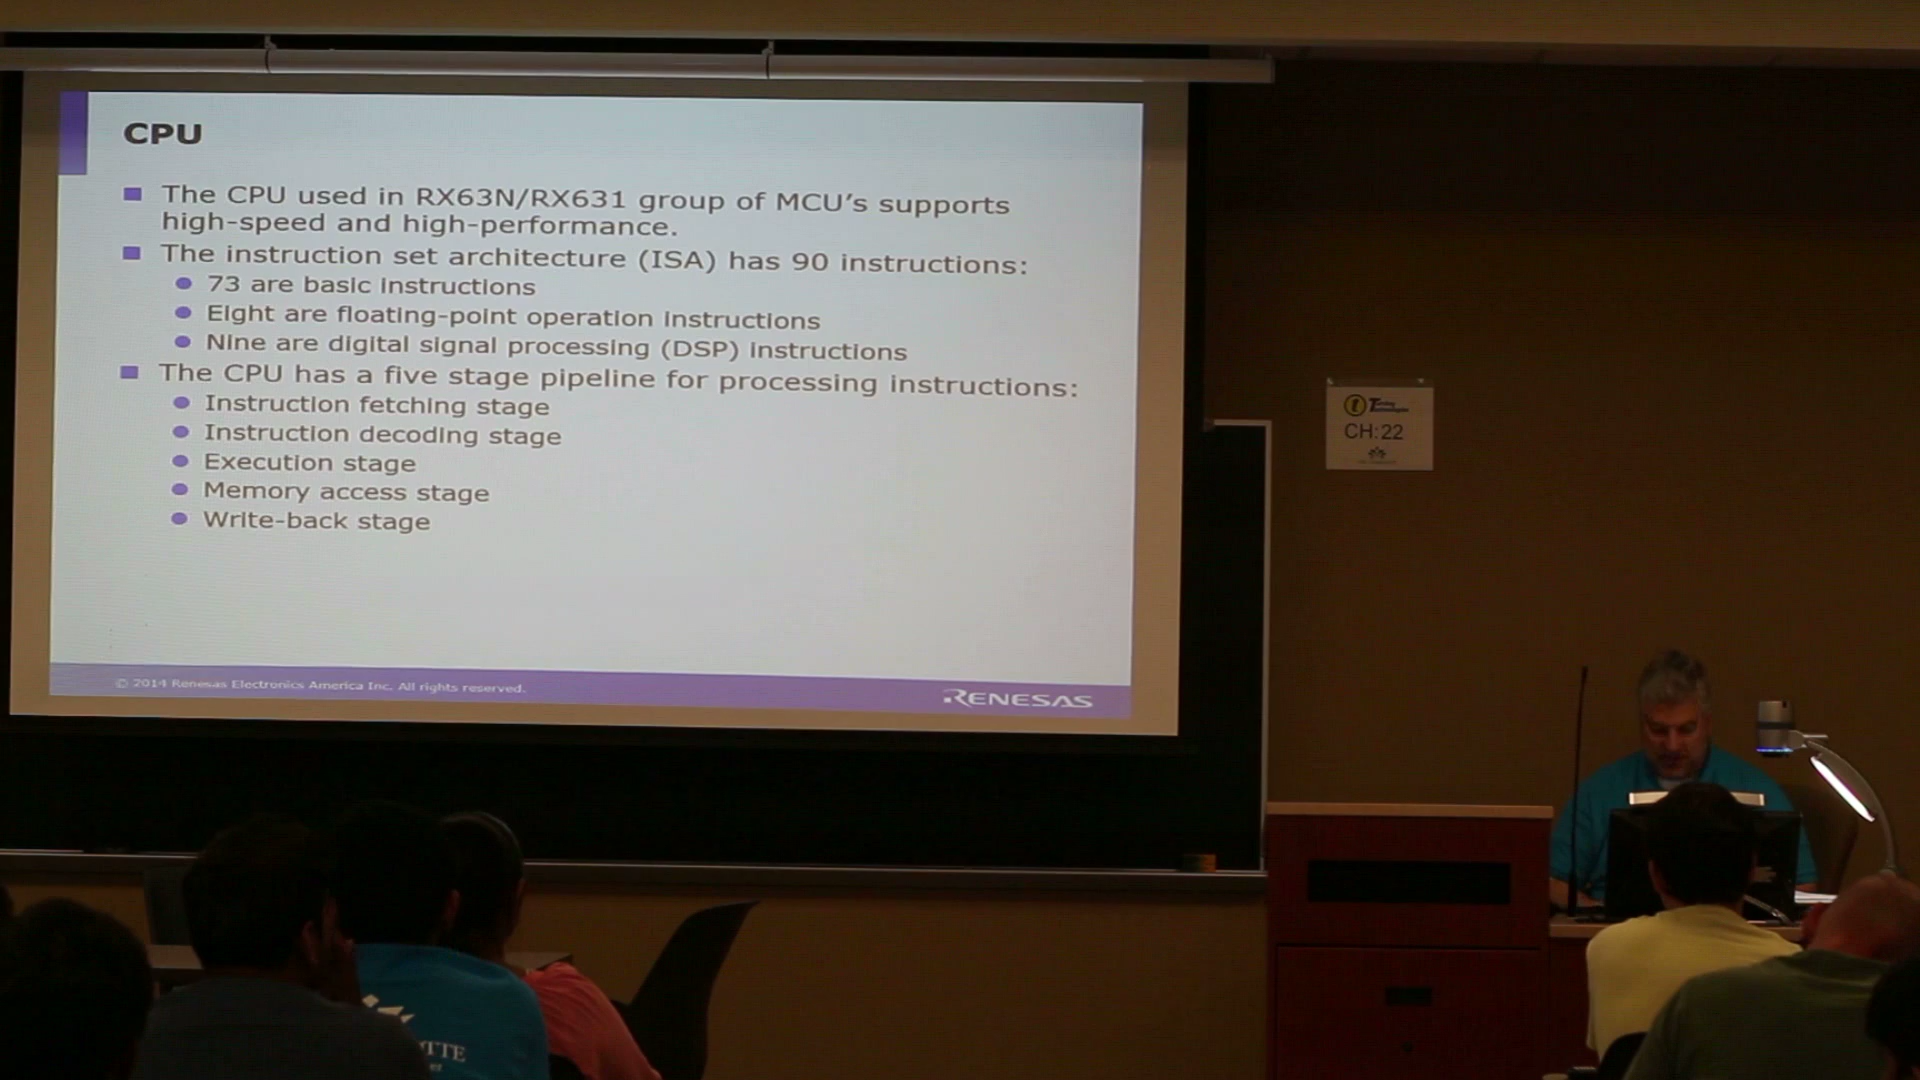 CPU
The CPU used in RX63N/RX631 group of MCU's supports
high-speed and high-performance.
The instruction set architecture (ISA) has 90 instructions:
73 are basic instructions
Eight are floating-point operation instructions
Nine are digital signal processing (DSP) instructions
The CPU has a five stage pipeline for processing instructions:
Instruction fetching stage
Instruction decoding stage
Execution stage
Memory access stage
Write-back stage
© 2014 Renesas Electronics America Inc. All rights reserved.
RENESAS
CH:22
TTE